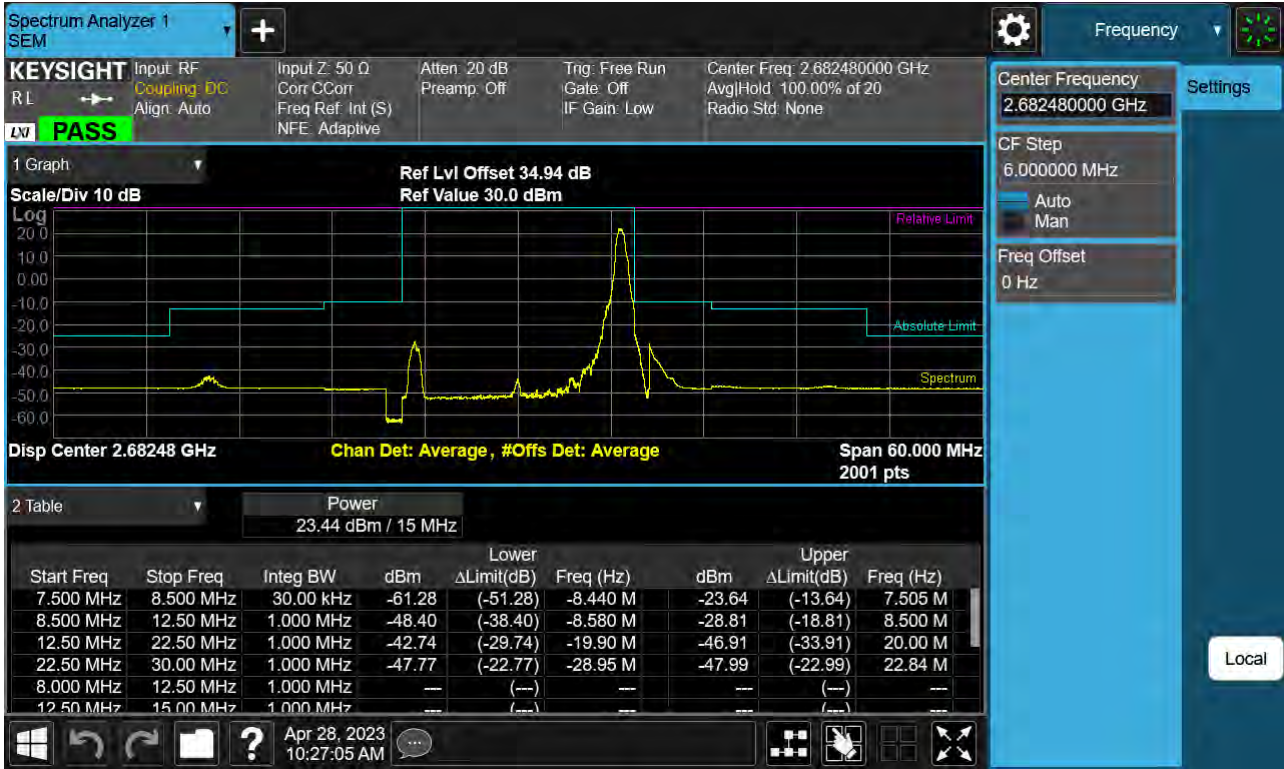 Spectrum Analyzer 1
SEM
Frequency
KEYSIGHT
R L
LXI
PASS
Input: RF
Coupling: DC
Align: Auto
Input Z: 50 Ω
Corr CCorr
Freq Ref: Int (S)
NFE: Adaptive
Atten: 20 dB
Preamp: Off
Trig: Free Run
Gate: Off
IF Gain: Low
Center Freq: 2.682480000 GHz
Avg|Hold: 100.00% of 20
Radio Std: None
Center Frequency
2.682480000 GHz
Settings
CF Step
6.000000 MHz
Auto
Man
Freq Offset
0 Hz
Local
1 Graph
Scale/Div 10 dB
Ref Lvl Offset 34.94 dB
Ref Value 30.0 dBm
Log
20.0
10.0
0.00
-10.0
-20.0
-30.0
-40.0
-50.0
-60.0
Relative Limit
Absolute Limit
Spectrum
Disp Center 2.68248 GHz
Chan Det: Average, #Offs Det: Average
Span 60.000 MHz
2001 pts
2 Table
Power
23.44 dBm / 15 MHz
Lower Upper
Start Freq Stop Freq Integ BW dBm ΔLimit(dB) Freq (Hz) dBm ΔLimit(dB) Freq (Hz)
7.500 MHz 8.500 MHz 30.00 kHz -61.28 (-51.28) -8.440 M -23.64 (-13.64) 7.505 M
8.500 MHz 12.50 MHz 1.000 MHz -48.40 (-38.40) -8.580 M -28.81 (-18.81) 8.500 M
12.50 MHz 22.50 MHz 1.000 MHz -42.74 (-29.74) -19.90 M -46.91 (-33.91) 20.00 M
22.50 MHz 30.00 MHz 1.000 MHz -47.77 (-22.77) -28.95 M -47.99 (-22.99) 22.84 M
8.000 MHz 12.50 MHz 1.000 MHz --- (---) --- --- (---) ---
12.50 MHz 15.00 MHz 1.000 MHz --- (---) --- --- (---) ---
Apr 28, 2023
10:27:05 AM